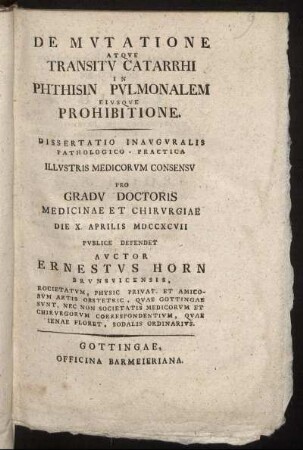 DE MVTATIONE
ATQVE
TRANSITV CATARRHI
IN
PHTHISIN PVLMONALEM
EIVSQVE
PROHIBITIONE.
DISSERTATIO INAVGVRALIS
PATHOLOGICO-PRACTICA
ILLVSTRIS MEDICORVM CONSENSV
PRO
GRADV DOCTORIS
MEDICINAE ET CHIRVRGIAE
DIE X. APRILIS MDCCXCVII
PVBLICE DEFENDET
AVCTOR
ERNESTVS HORN
BRVNSVICENSIS,
SOCIETATVM, PHYSIC PRIVAT. ET AMICO-
RVM ARTIS OBSTETRIC, QVAE GOTTINGAE
SVNT, NEC NON SOCIETATIS MEDICORVM ET
CHIRVRGORVM CORRESPONDENTIVM, QVAE
IENAE FLORET, SODALIS ORDINARIVS.
GOTTINGAE,
OFFICINA BARMEIERIANA.